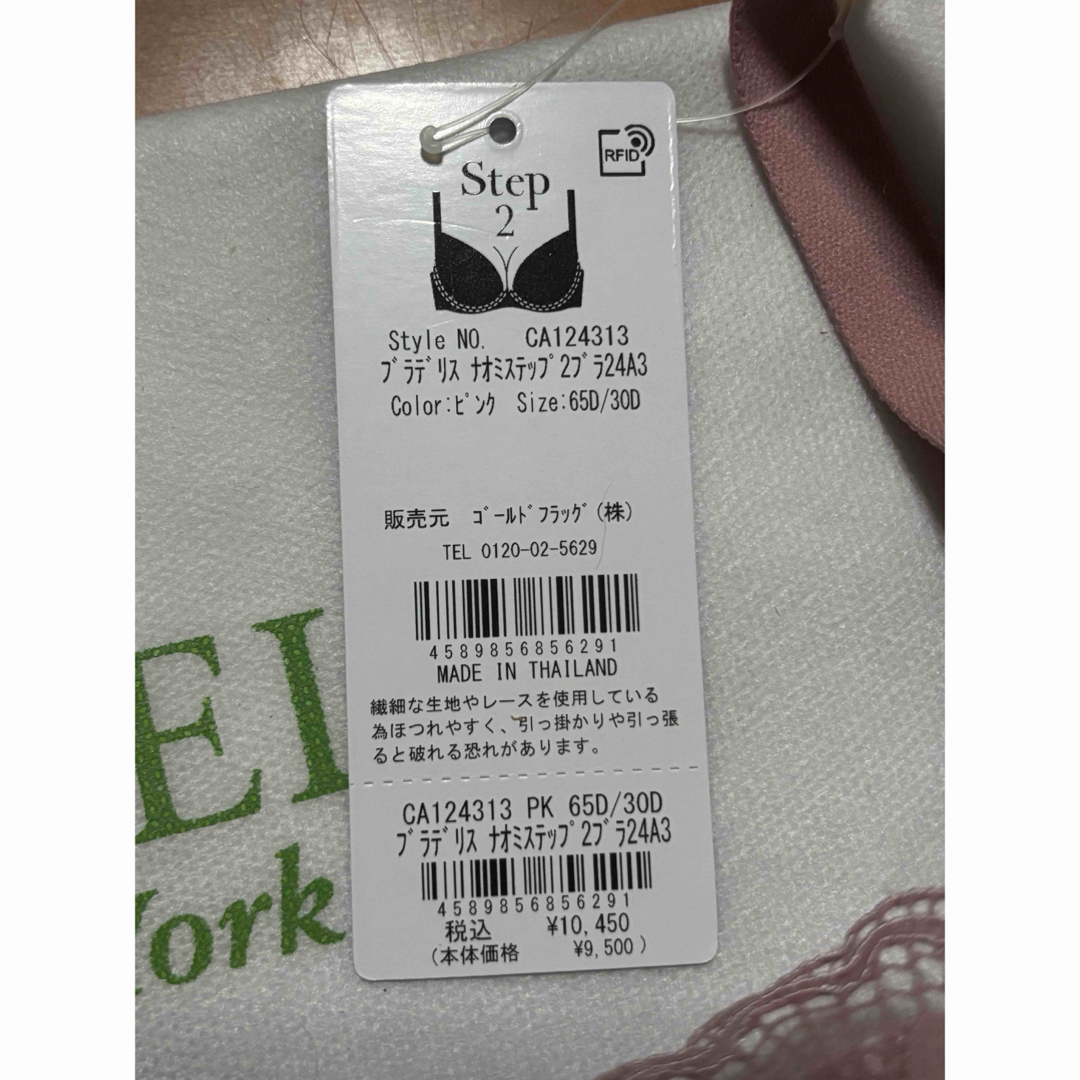 RFID
Step
2
Style NO. CA124313
ﾌﾞﾗﾃﾞﾘｽ ﾅｵﾐｽﾃｯﾌﾟ2ﾌﾞﾗ24A3
Color:ﾋﾟﾝｸ Size:65D/30D
販売元 ｺﾞｰﾙﾄﾞﾌﾗｯｸﾞ(株)
TEL 0120-02-5629
4589856856291
MADE IN THAILAND
繊細な生地やレースを使用している
為ほつれやすく、引っ掛かりや引っ張
ると破れる恐れがあります。
CA124313 PK 65D/30D
ﾌﾞﾗﾃﾞﾘｽ ﾅｵﾐｽﾃｯﾌﾟ2ﾌﾞﾗ24A3
4589856856291
税込 ¥10,450
(本体価格 ¥9,500)
EL
York